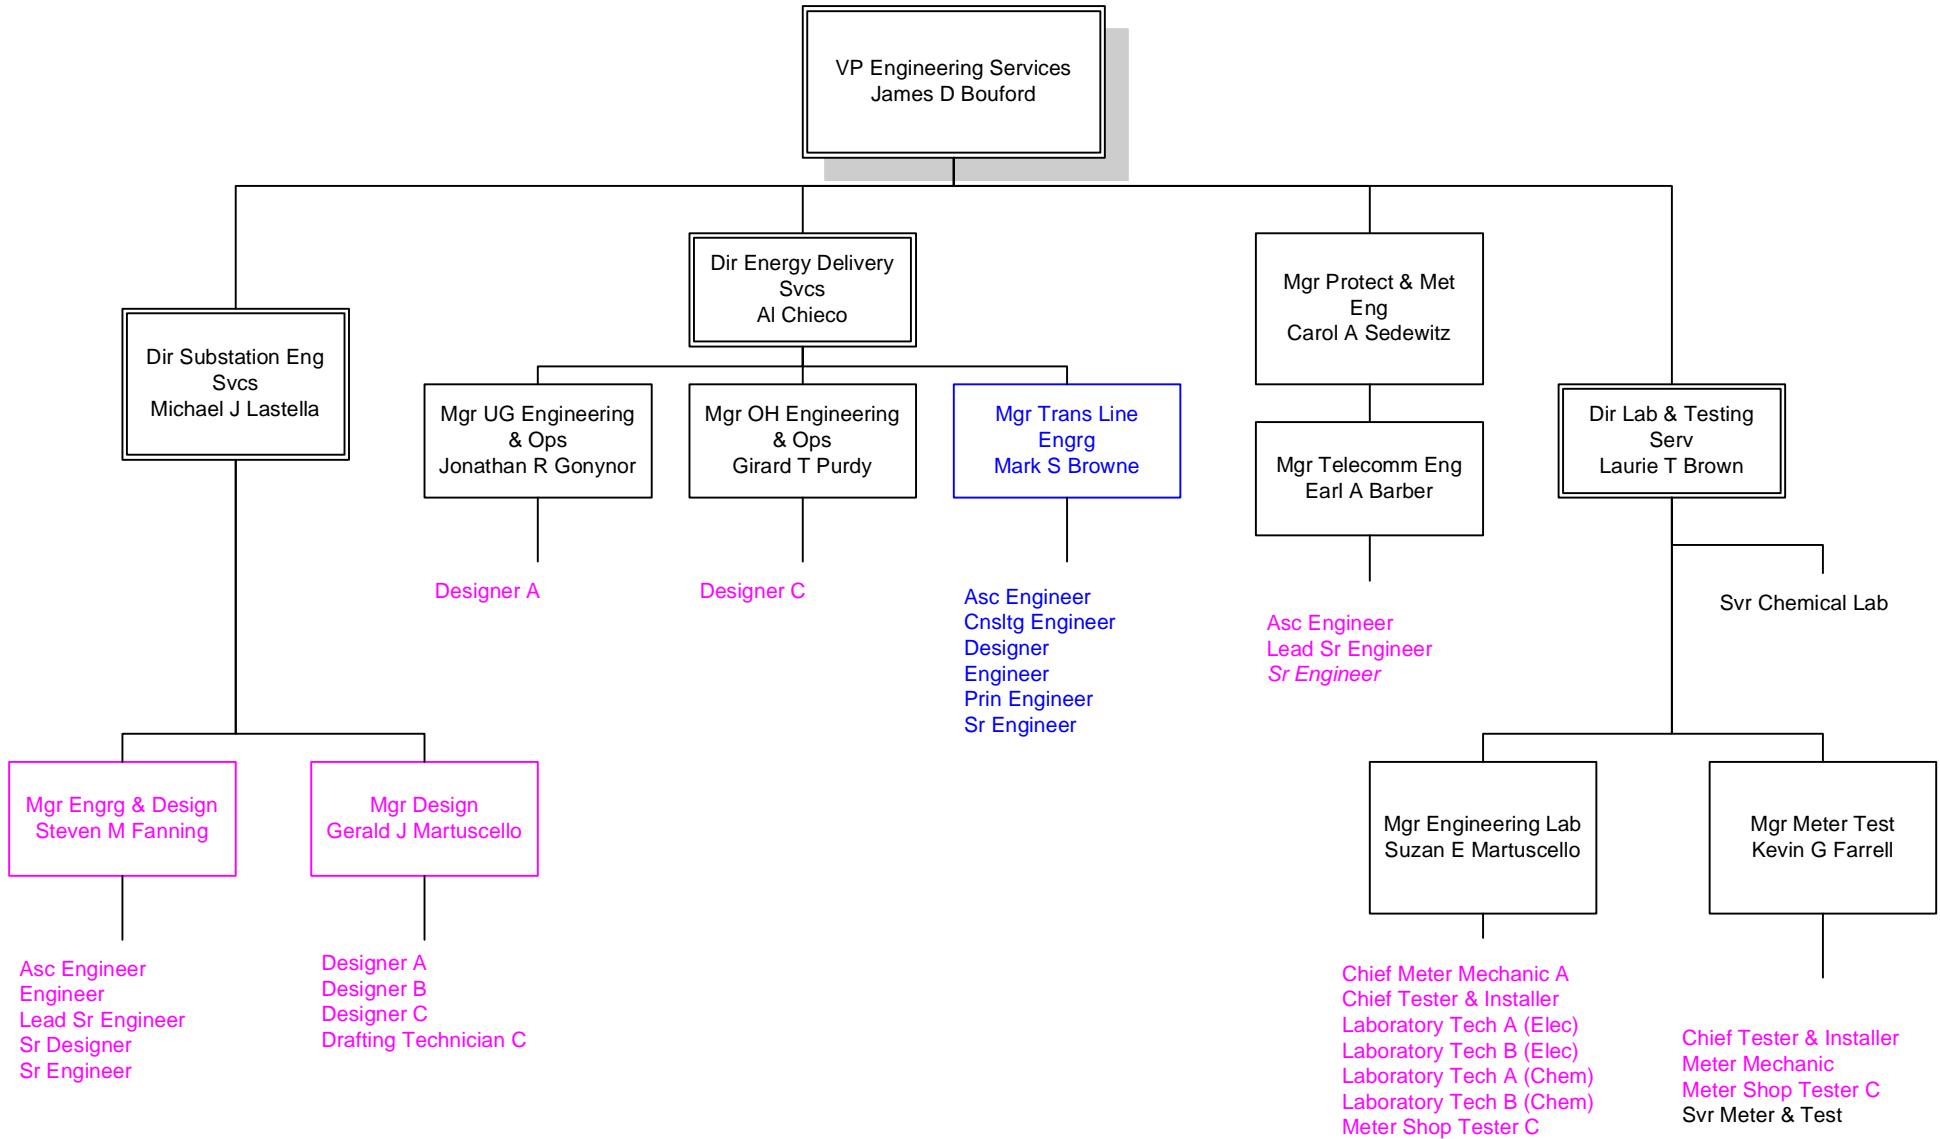 VP Engineering Services
James D Bouford
Dir Energy Delivery
Svcs
Al Chieco
Mgr Protect & Met
Eng
Carol A Sedewitz
Dir Substation Eng
Svcs
Michael J Lastella
Mgr UG Engineering
& Ops
Jonathan R Gonynor
Mgr OH Engineering
& Ops
Girard T Purdy
Mgr Trans Line
Engrg
Mark S Browne
Mgr Telecomm Eng
Earl A Barber
Dir Lab & Testing
Serv
Laurie T Brown
Designer A
Designer C
Asc Engineer
Cnsltg Engineer
Designer
Engineer
Prin Engineer
Sr Engineer
Asc Engineer
Lead Sr Engineer
Sr Engineer
Svr Chemical Lab
Mgr Engrg & Design
Steven M Fanning
Mgr Design
Gerald J Martuscello
Mgr Engineering Lab
Suzan E Martuscello
Mgr Meter Test
Kevin G Farrell
Asc Engineer
Engineer
Lead Sr Engineer
Sr Designer
Sr Engineer
Designer A
Designer B
Designer C
Drafting Technician C
Chief Meter Mechanic A
Chief Tester & Installer
Laboratory Tech A (Elec)
Laboratory Tech B (Elec)
Laboratory Tech A (Chem)
Laboratory Tech B (Chem)
Meter Shop Tester C
Chief Tester & Installer
Meter Mechanic
Meter Shop Tester C
Svr Meter & Test